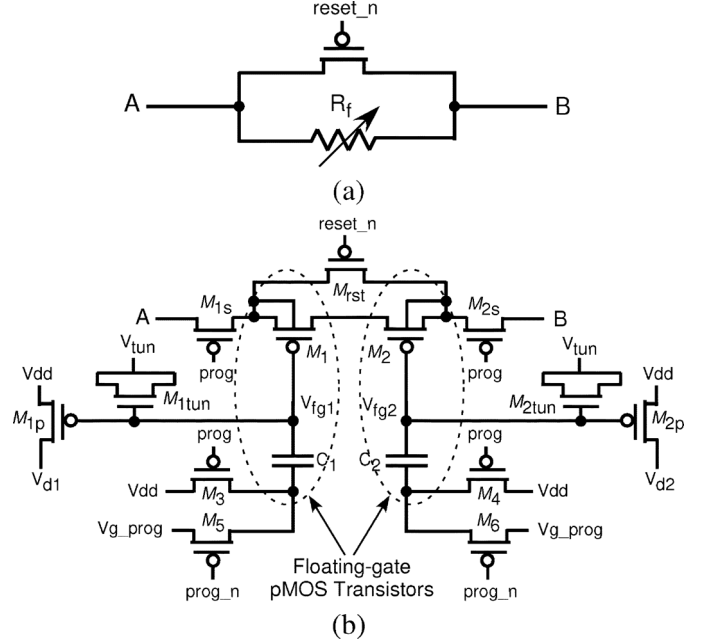 reset_n
A
R_f
B
(a)
reset_n
M_rst
M_1s
M_2s
A
B
M_1
M_2
V_tun
prog
prog
V_tun
Vdd
M_1tun
M_2tun
Vdd
M_1p
V_fg1
V_fg2
M_2p
prog
prog
C_1
C_2
V_d1
Vdd
M_3
M_4
Vdd
V_d2
Vg_prog
M_5
M_6
Vg_prog
prog_n
Floating-gate
pMOS Transistors
prog_n
(b)